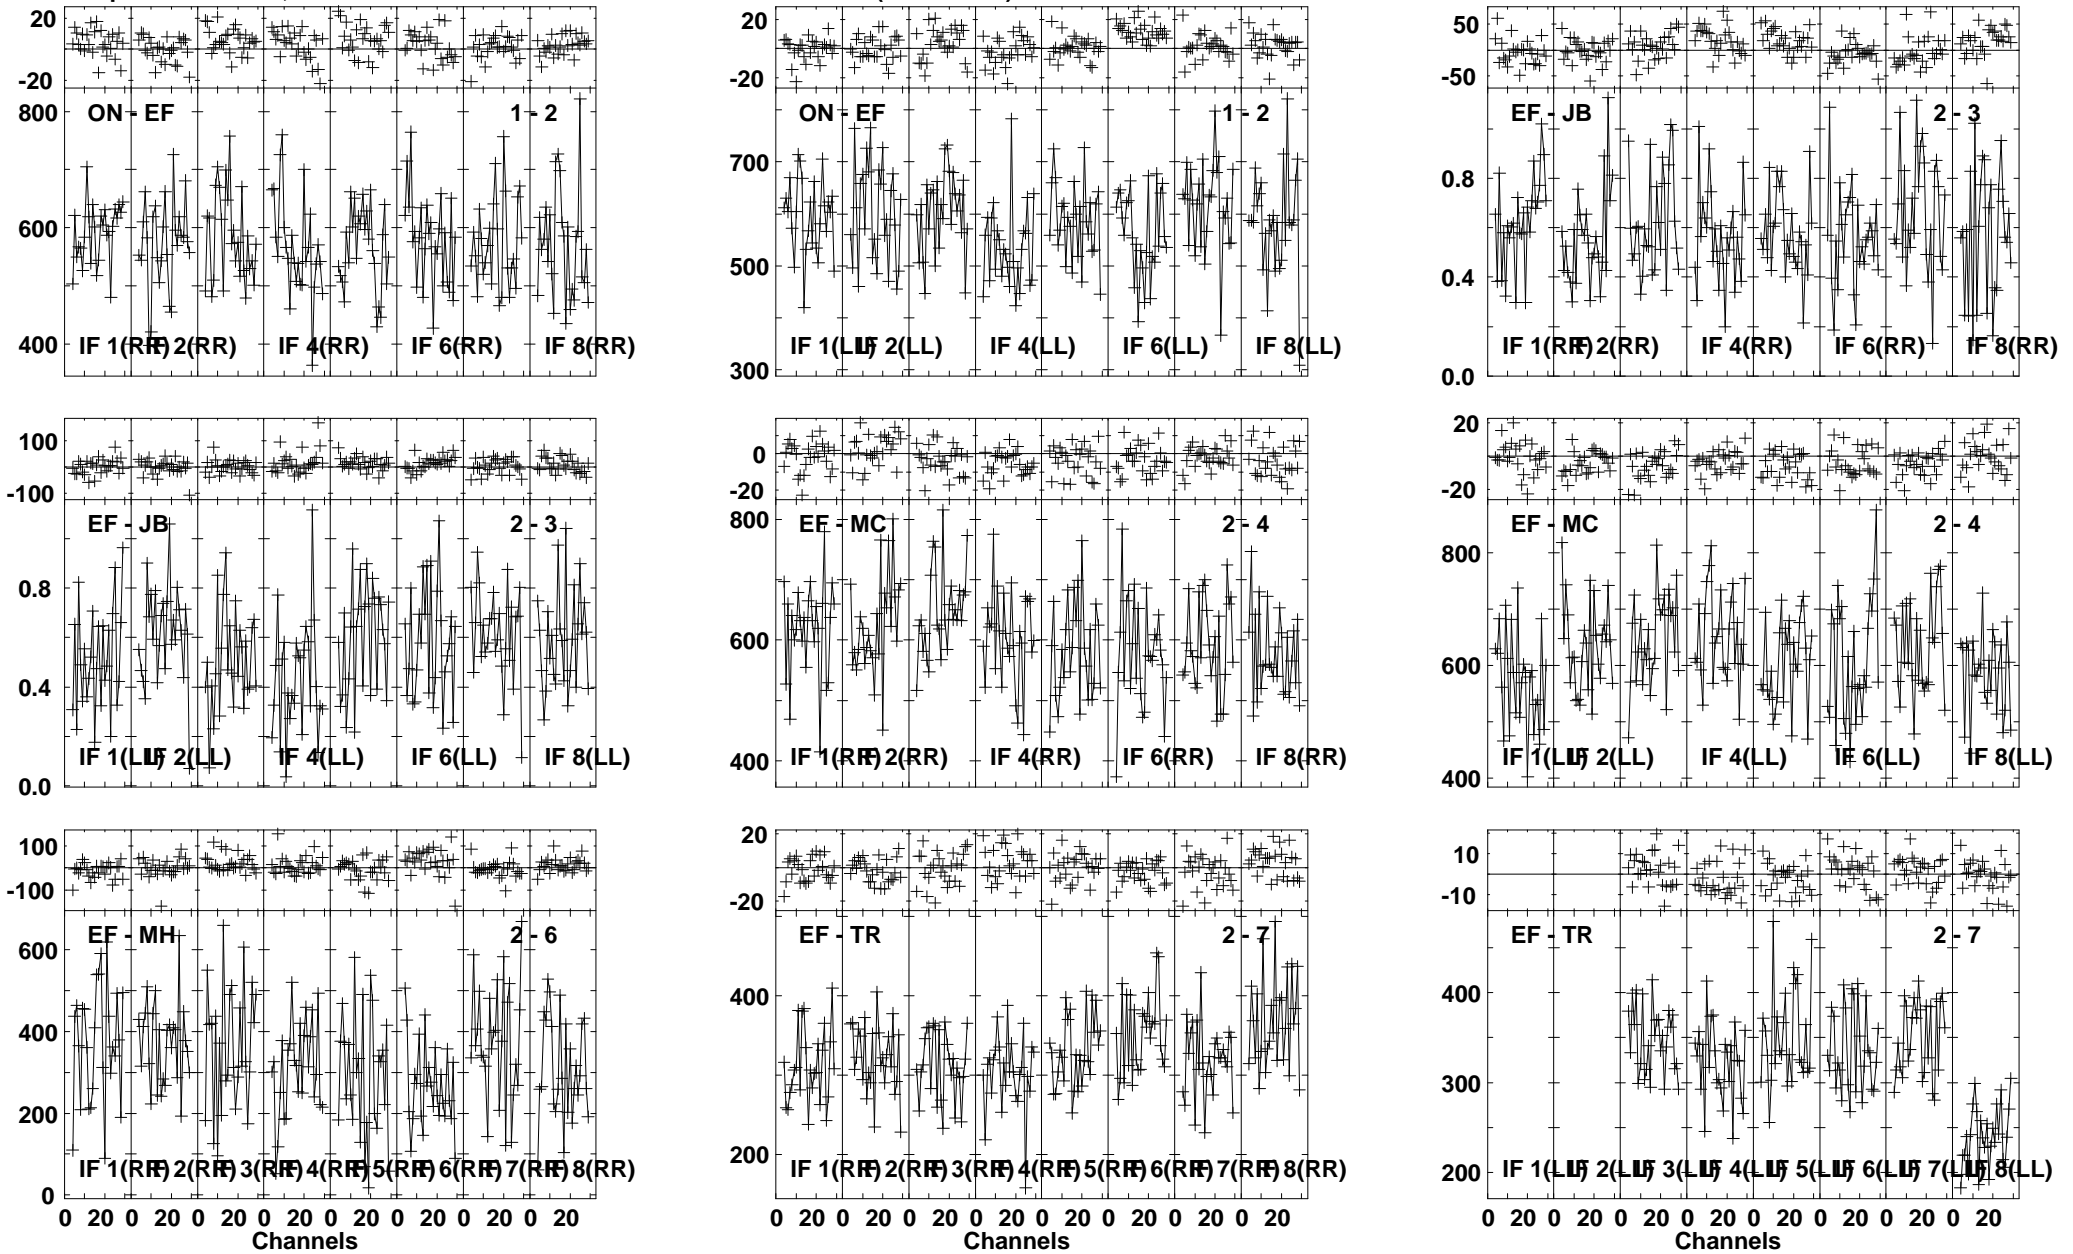 20 20 50
-20 -20 -50
ON - EF 1 - 2 ON - EF 1 - 2 EF - JB 2 - 3
800 700 0.8
600 500 0.4
400 300 0.0
IF 1(RR) IF 2(RR) IF 4(RR) IF 6(RR) IF 8(RR) IF 1(LL) IF 2(LL) IF 4(LL) IF 6(LL) IF 8(LL) IF 1(RR) IF 2(RR) IF 4(RR) IF 6(RR) IF 8(RR)
100 0 20
-100 -20 -20
EF - JB 2 - 3 EF - MC 2 - 4 EF - MC 2 - 4
0.8 800 800
0.4 600 600
0.0 400 400
IF 1(LL) IF 2(LL) IF 4(LL) IF 6(LL) IF 8(LL) IF 1(RR) IF 2(RR) IF 4(RR) IF 6(RR) IF 8(RR) IF 1(LL) IF 2(LL) IF 4(LL) IF 6(LL) IF 8(LL)
100 20 10
-100 -20 -10
EF - MH 2 - 6 EF - TR 2 - 7 EF - TR 2 - 7
600 400 400
400 200 300
200 200
0
IF 1(RR) IF 2(RR) IF 3(RR) IF 4(RR) IF 5(RR) IF 6(RR) IF 7(RR) IF 8(RR) IF 1(RR) IF 2(RR) IF 3(RR) IF 4(RR) IF 5(RR) IF 6(RR) IF 7(RR) IF 8(RR) IF 1(LL) IF 2(LL) IF 3(LL) IF 4(LL) IF 5(LL) IF 6(LL) IF 7(LL) IF 8(LL)
0 20 0 20 0 20 0 20 0 20 0 20 0 20 0 20 0 20 0 20 0 20 0 20 0 20 0 20 0 20 0 20 0 20 0 20 0 20 0 20 0 20 0 20 0 20 0 20
Channels Channels Channels